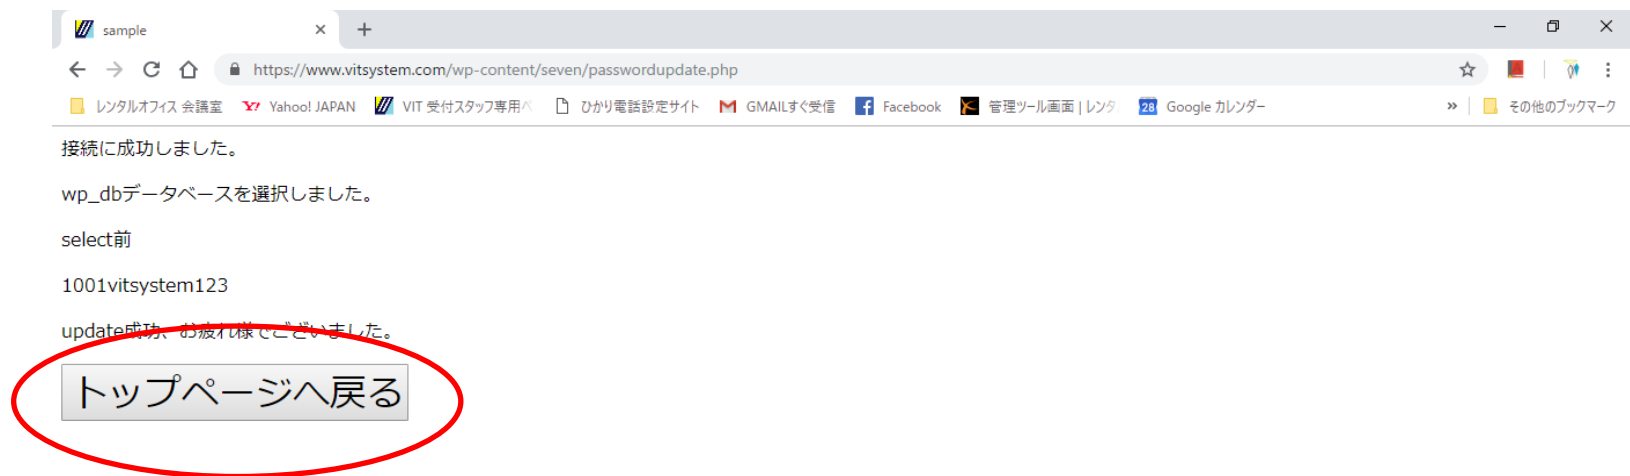 sample
https://www.vitsystem.com/wp-content/seven/passwordupdate.php
レンタルオフィス 会議室 Yahoo! JAPAN VIT 受付スタッフ専用ペ ひかり電話設定サイト GMAILすぐ受信 Facebook 管理ツール画面 | レンタ 28 Google カレンダー » その他のブックマーク
接続に成功しました。
wp_dbデータベースを選択しました。
select前
1001vitsystem123
update成功、お疲れ様でございました。
トップページへ戻る